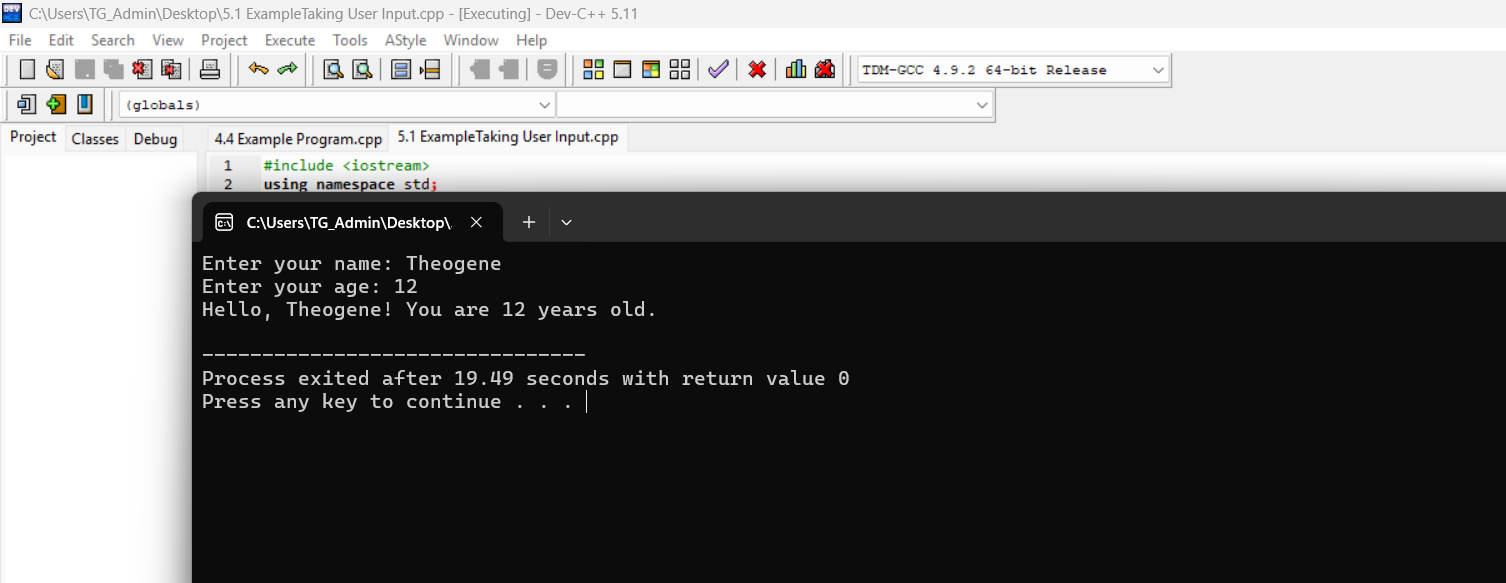 C:\Users\TG_Admin\Desktop\5.1 ExampleTaking User Input.cpp - [Executing] - Dev-C++ 5.11
File Edit Search View Project Execute Tools AStyle Window Help
TDM-GCC 4.9.2 64-bit Release
(globals)
Project Classes Debug 4.4 Example Program.cpp 5.1 ExampleTaking User Input.cpp
1 #include <iostream>
2 using namespace std;
C:\Users\TG_Admin\Desktop\
Enter your name: Theogene
Enter your age: 12
Hello, Theogene! You are 12 years old.
--------------------------------
Process exited after 19.49 seconds with return value 0
Press any key to continue . . .